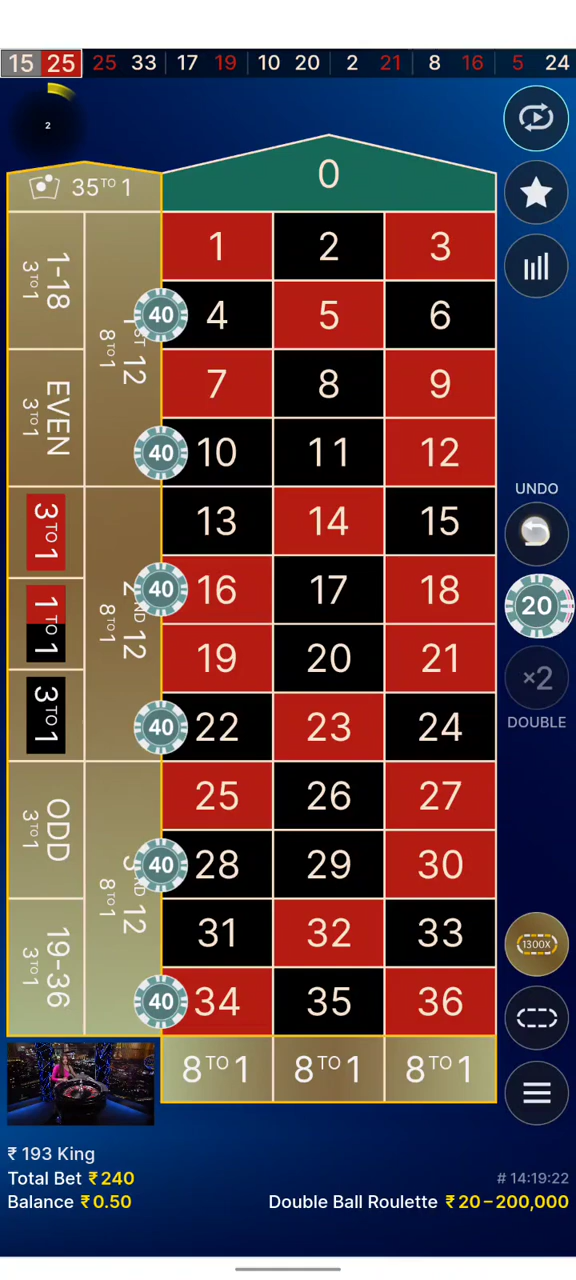 15 25 25 33 17 19 10 20 2 21 8 16 5 24
2
35 TO 1
0
1-18 3 TO 1
EVEN 3 TO 1
3 TO 1
1 TO 1
3 TO 1
ODD 3 TO 1
19-36 3 TO 1
12 8 TO 1
2ND 12 8 TO 1
12 8 TO 1
1 2 3
40 4 5 6
7 8 9
40 10 11 12
13 14 15
40 16 17 18
19 20 21
40 22 23 24
25 26 27
40 28 29 30
31 32 33
40 34 35 36
8 TO 1 8 TO 1 8 TO 1
UNDO
20
×2
DOUBLE
1300X
₹ 193 King
Total Bet ₹240
# 14:19:22
Balance ₹0.50
Double Ball Roulette ₹20–200,000